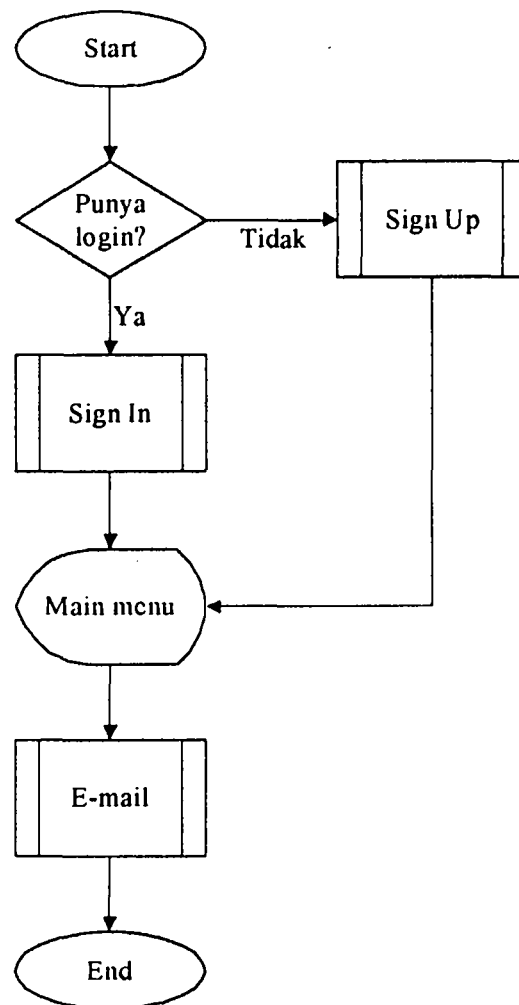 Start
Punya
login?
Tidak
Sign Up
Ya
Sign In
Main menu
E-mail
End